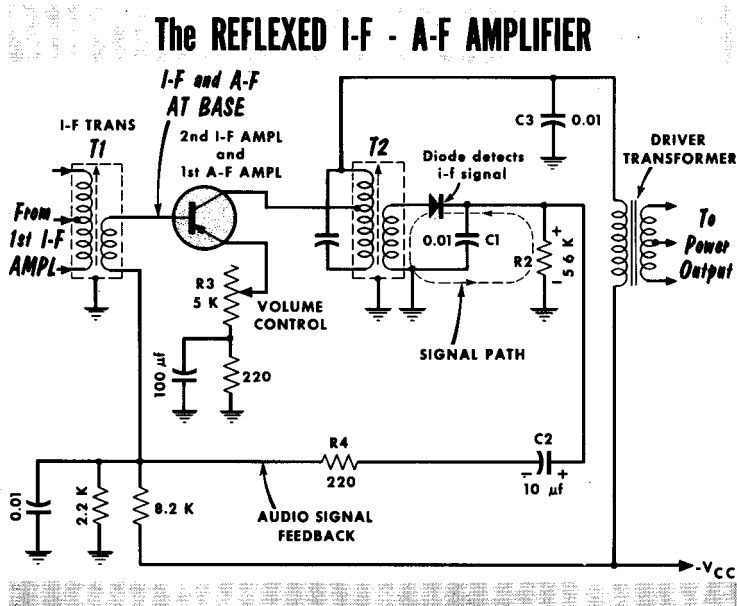 The REFLEXED I-F - A-F AMPLIFIER
I-F and A-F
AT BASE
I-F TRANS
T1
2nd I-F AMPL
and
1st A-F AMPL
T2
C3
0.01
DRIVER
TRANSFORMER
Diode detects
i-f signal
From
1st I-F
AMPL
0.01
C1
R2
+
56K
-
To
Power
Output
R3
5 K
VOLUME
CONTROL
SIGNAL PATH
100 µf
220
R4
220
C2
- +
10 µf
0.01
2.2 K
8.2 K
AUDIO SIGNAL
FEEDBACK
-VCC